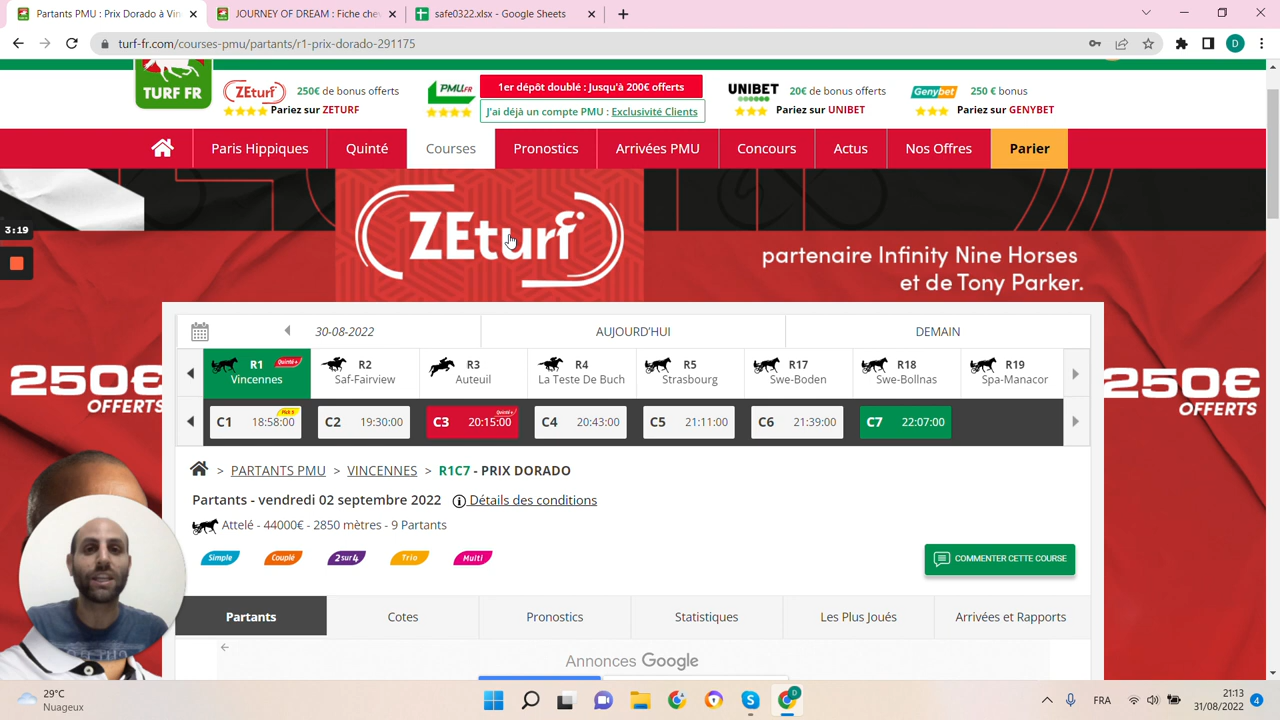 Partants PMU : Prix Dorado à Vin
JOURNEY OF DREAM : Fiche che
safe0322.xlsx - Google Sheets
turf-fr.com/courses-pmu/partants/r1-prix-dorado-291175
D
TURF FR
ZEturf 250€ de bonus offerts
Pariez sur ZETURF
PMU.FR 1er dépôt doublé : Jusqu'à 200€ offerts
J'ai déjà un compte PMU : Exclusivité Clients
UNIBET 20€ de bonus offerts
Pariez sur UNIBET
Genybet 250 € bonus
Pariez sur GENYBET
Paris Hippiques Quinté Courses Pronostics Arrivées PMU Concours Actus Nos Offres Parier
3:19
ZEturf
partenaire Infinity Nine Horses
et de Tony Parker.
250€
OFFERTS
250€
OFFERTS
30-08-2022 AUJOURD'HUI DEMAIN
R1 Quinté+ R2 R3 R4 R5 R17 R18 R19
Vincennes Saf-Fairview Auteuil La Teste De Buch Strasbourg Swe-Boden Swe-Bollnas Spa-Manacor
C1 18:58:00 Pick 5 C2 19:30:00 C3 20:15:00 Quinté+ C4 20:43:00 C5 21:11:00 C6 21:39:00 C7 22:07:00
> PARTANTS PMU > VINCENNES > R1C7 - PRIX DORADO
Partants - vendredi 02 septembre 2022 Détails des conditions
Attelé - 44000€ - 2850 mètres - 9 Partants
Simple Couplé 2sur4 Trio Multi
COMMENTER CETTE COURSE
Partants Cotes Pronostics Statistiques Les Plus Joués Arrivées et Rapports
Annonces Google
29°C
Nuageux
FRA
21:13
31/08/2022
4